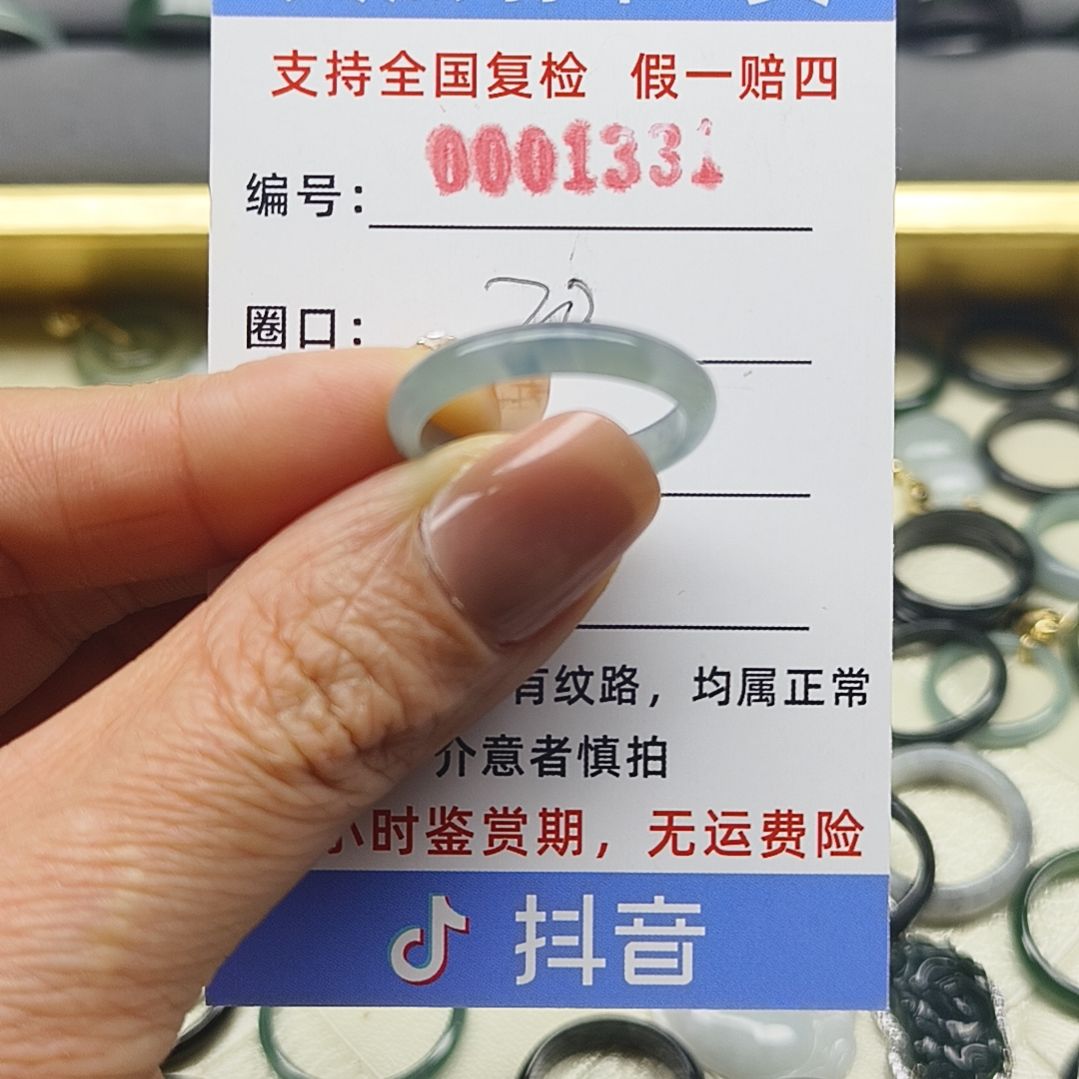 支持全国复检 假一赔四
编号: 0001331
圈口:
有纹路，均属正常
介意者慎拍
小时鉴赏期，无运费险
抖音